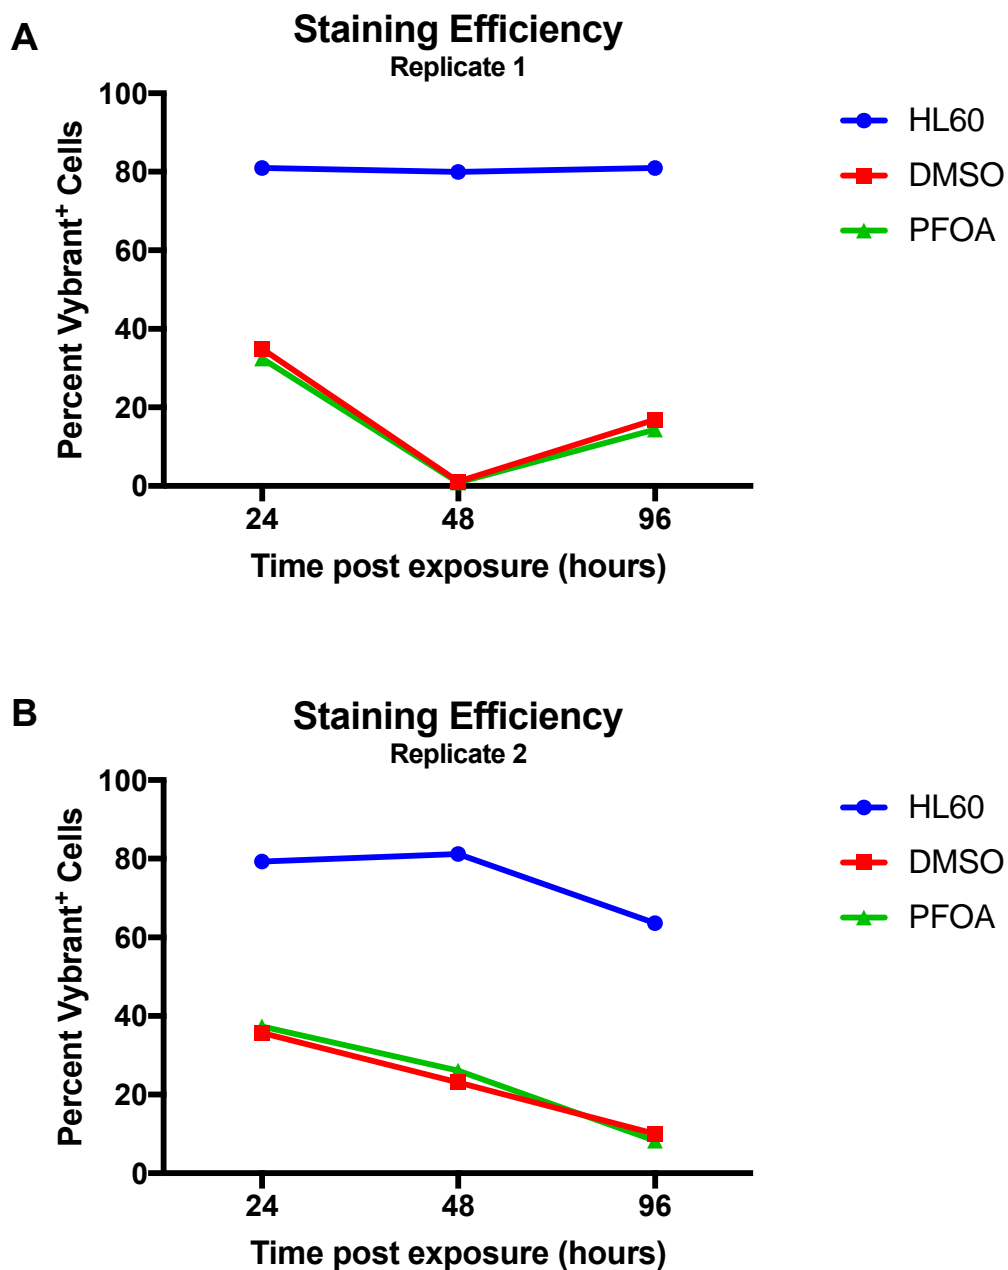 A
Staining Efficiency
Replicate 1
Percent Vybrant⁺ Cells
100
80
60
40
20
0
24 48 96
Time post exposure (hours)
HL60
DMSO
PFOA
B
Staining Efficiency
Replicate 2
Percent Vybrant⁺ Cells
100
80
60
40
20
0
24 48 96
Time post exposure (hours)
HL60
DMSO
PFOA